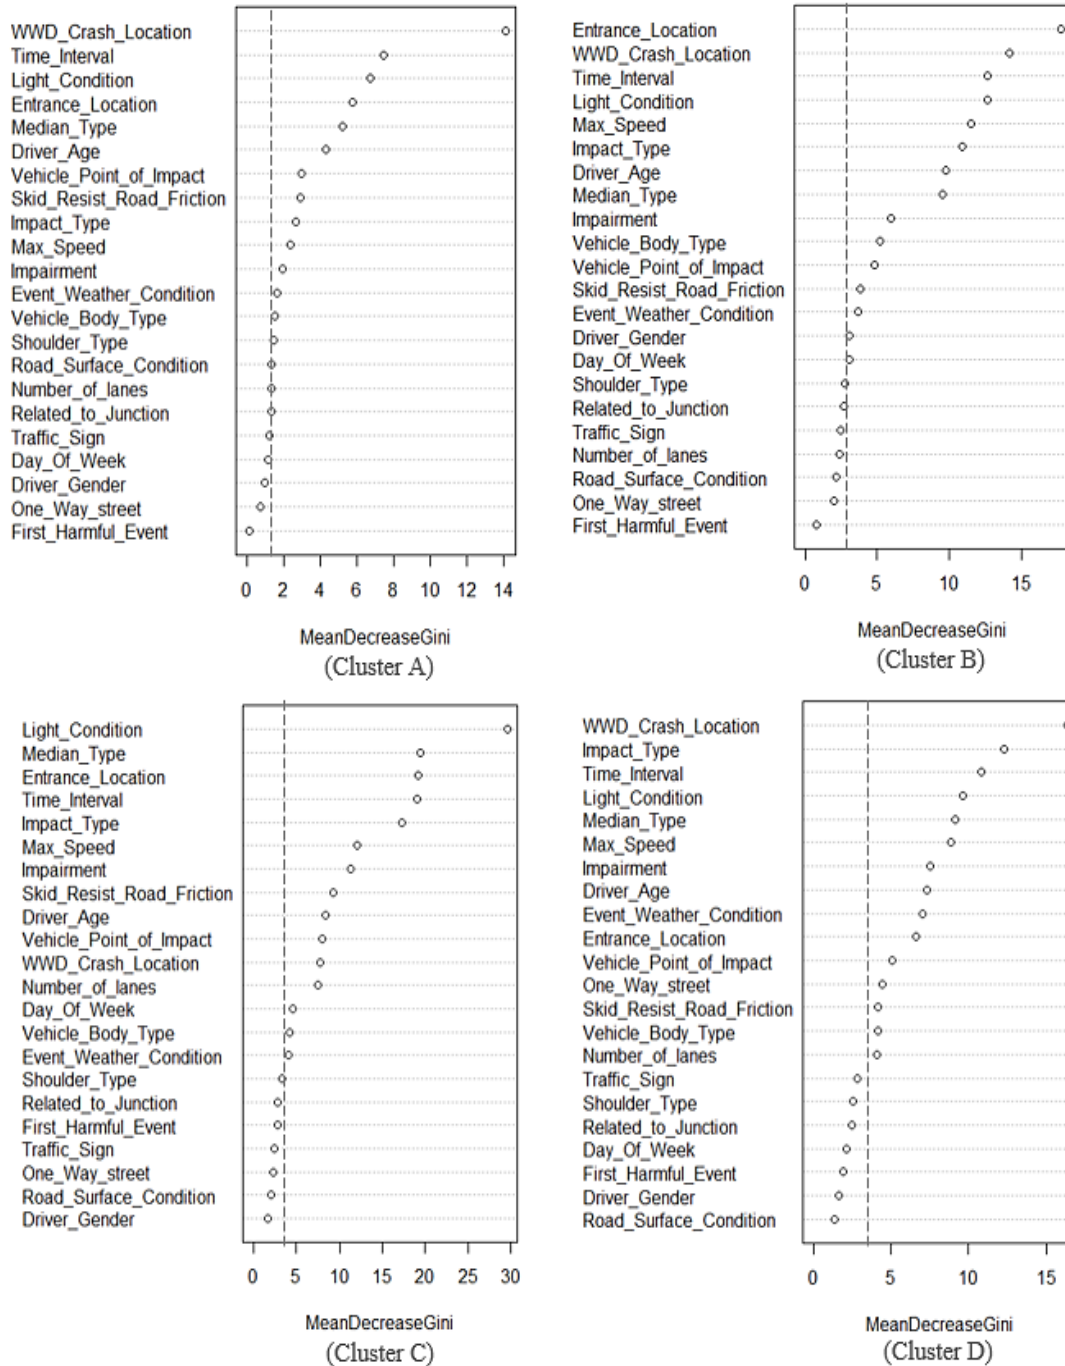 WWD_Crash_Location
Time_Interval
Light_Condition
Entrance_Location
Median_Type
Driver_Age
Vehicle_Point_of_Impact
Skid_Resist_Road_Friction
Impact_Type
Max_Speed
Impairment
Event_Weather_Condition
Vehicle_Body_Type
Shoulder_Type
Road_Surface_Condition
Number_of_lanes
Related_to_Junction
Traffic_Sign
Day_Of_Week
Driver_Gender
One_Way_street
First_Harmful_Event
0 2 4 6 8 10 12 14
MeanDecreaseGini
(Cluster A)
Entrance_Location
WWD_Crash_Location
Time_Interval
Light_Condition
Max_Speed
Impact_Type
Driver_Age
Median_Type
Impairment
Vehicle_Body_Type
Vehicle_Point_of_Impact
Skid_Resist_Road_Friction
Event_Weather_Condition
Driver_Gender
Day_Of_Week
Shoulder_Type
Related_to_Junction
Traffic_Sign
Number_of_lanes
Road_Surface_Condition
One_Way_street
First_Harmful_Event
0 5 10 15
MeanDecreaseGini
(Cluster B)
Light_Condition
Median_Type
Entrance_Location
Time_Interval
Impact_Type
Max_Speed
Impairment
Skid_Resist_Road_Friction
Driver_Age
Vehicle_Point_of_Impact
WWD_Crash_Location
Number_of_lanes
Day_Of_Week
Vehicle_Body_Type
Event_Weather_Condition
Shoulder_Type
Related_to_Junction
First_Harmful_Event
Traffic_Sign
One_Way_street
Road_Surface_Condition
Driver_Gender
0 5 10 15 20 25 30
MeanDecreaseGini
(Cluster C)
WWD_Crash_Location
Impact_Type
Time_Interval
Light_Condition
Median_Type
Max_Speed
Impairment
Driver_Age
Event_Weather_Condition
Entrance_Location
Vehicle_Point_of_Impact
One_Way_street
Skid_Resist_Road_Friction
Vehicle_Body_Type
Number_of_lanes
Traffic_Sign
Shoulder_Type
Related_to_Junction
Day_Of_Week
First_Harmful_Event
Driver_Gender
Road_Surface_Condition
0 5 10 15
MeanDecreaseGini
(Cluster D)